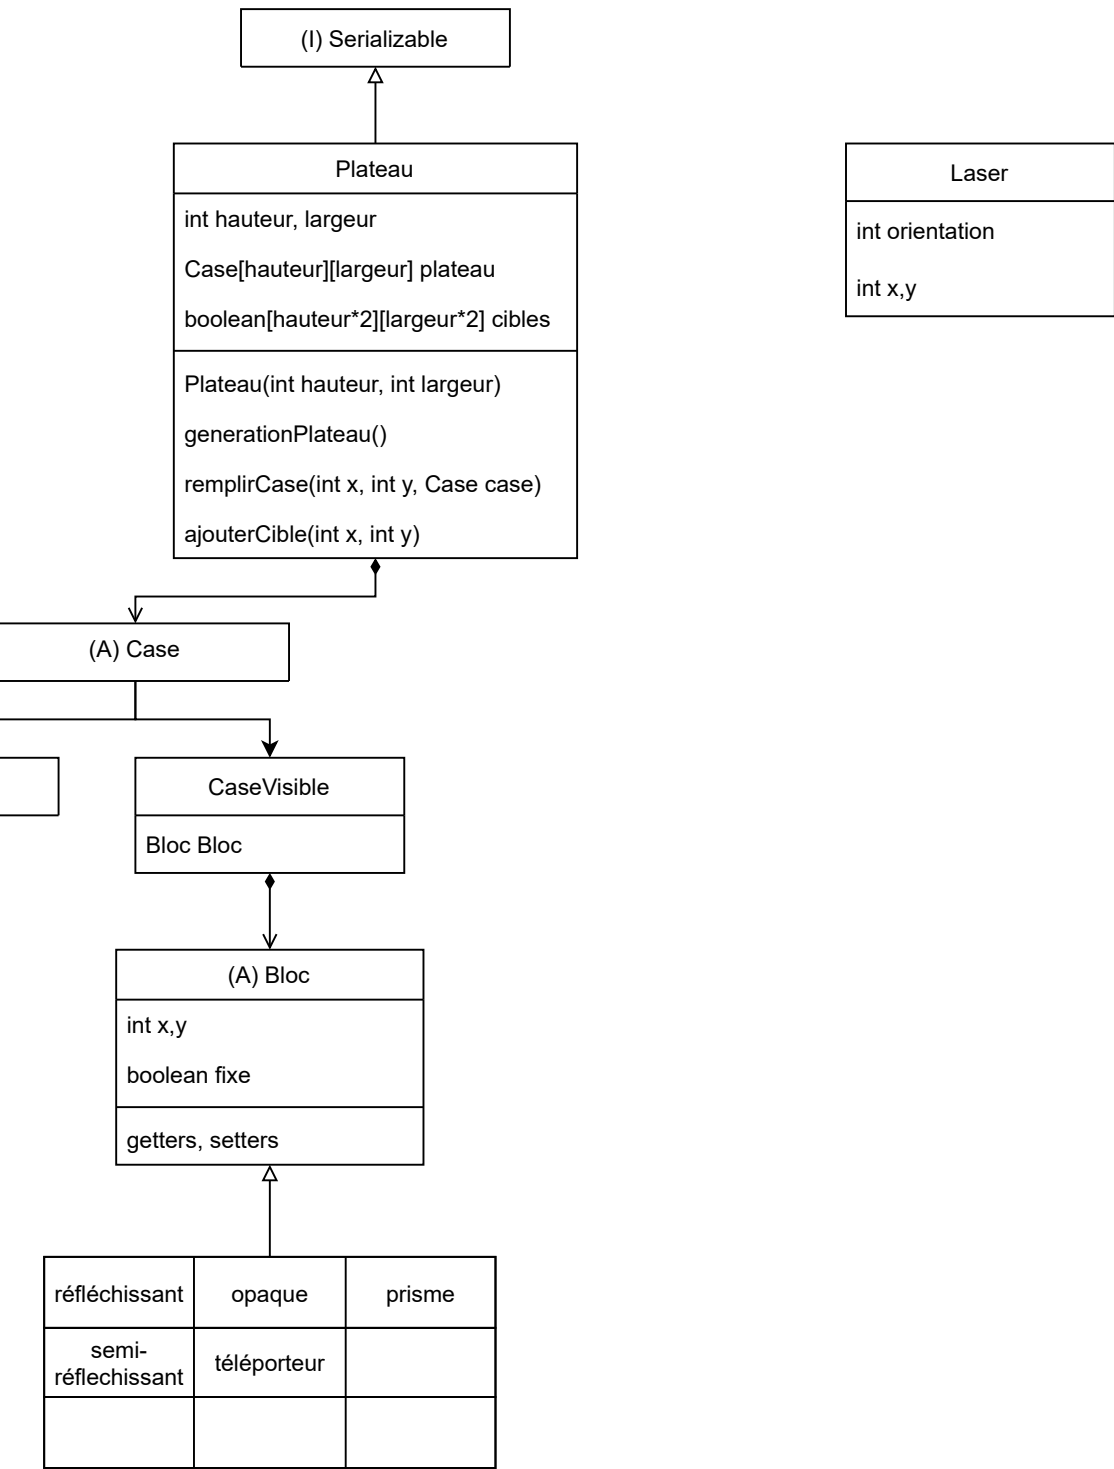 (I) Serializable
Plateau
int hauteur, largeur
Case[hauteur][largeur] plateau
boolean[hauteur*2][largeur*2] cibles
Plateau(int hauteur, int largeur)
generationPlateau()
remplirCase(int x, int y, Case case)
ajouterCible(int x, int y)
Laser
int orientation
int x,y
(A) Case
CaseVisible
Bloc Bloc
(A) Bloc
int x,y
boolean fixe
getters, setters
réfléchissant
opaque
prisme
semi-
réflechissant
téléporteur